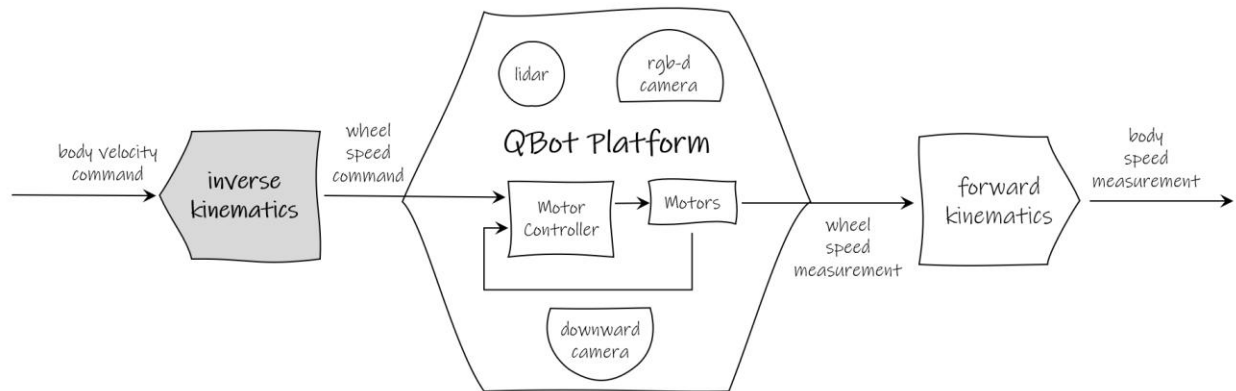 body velocity
command
inverse
kinematics
wheel
speed
command
lidar
rgb-d
camera
QBot Platform
Motor
Controller
Motors
downward
camera
wheel
speed
measurement
forward
kinematics
body
speed
measurement